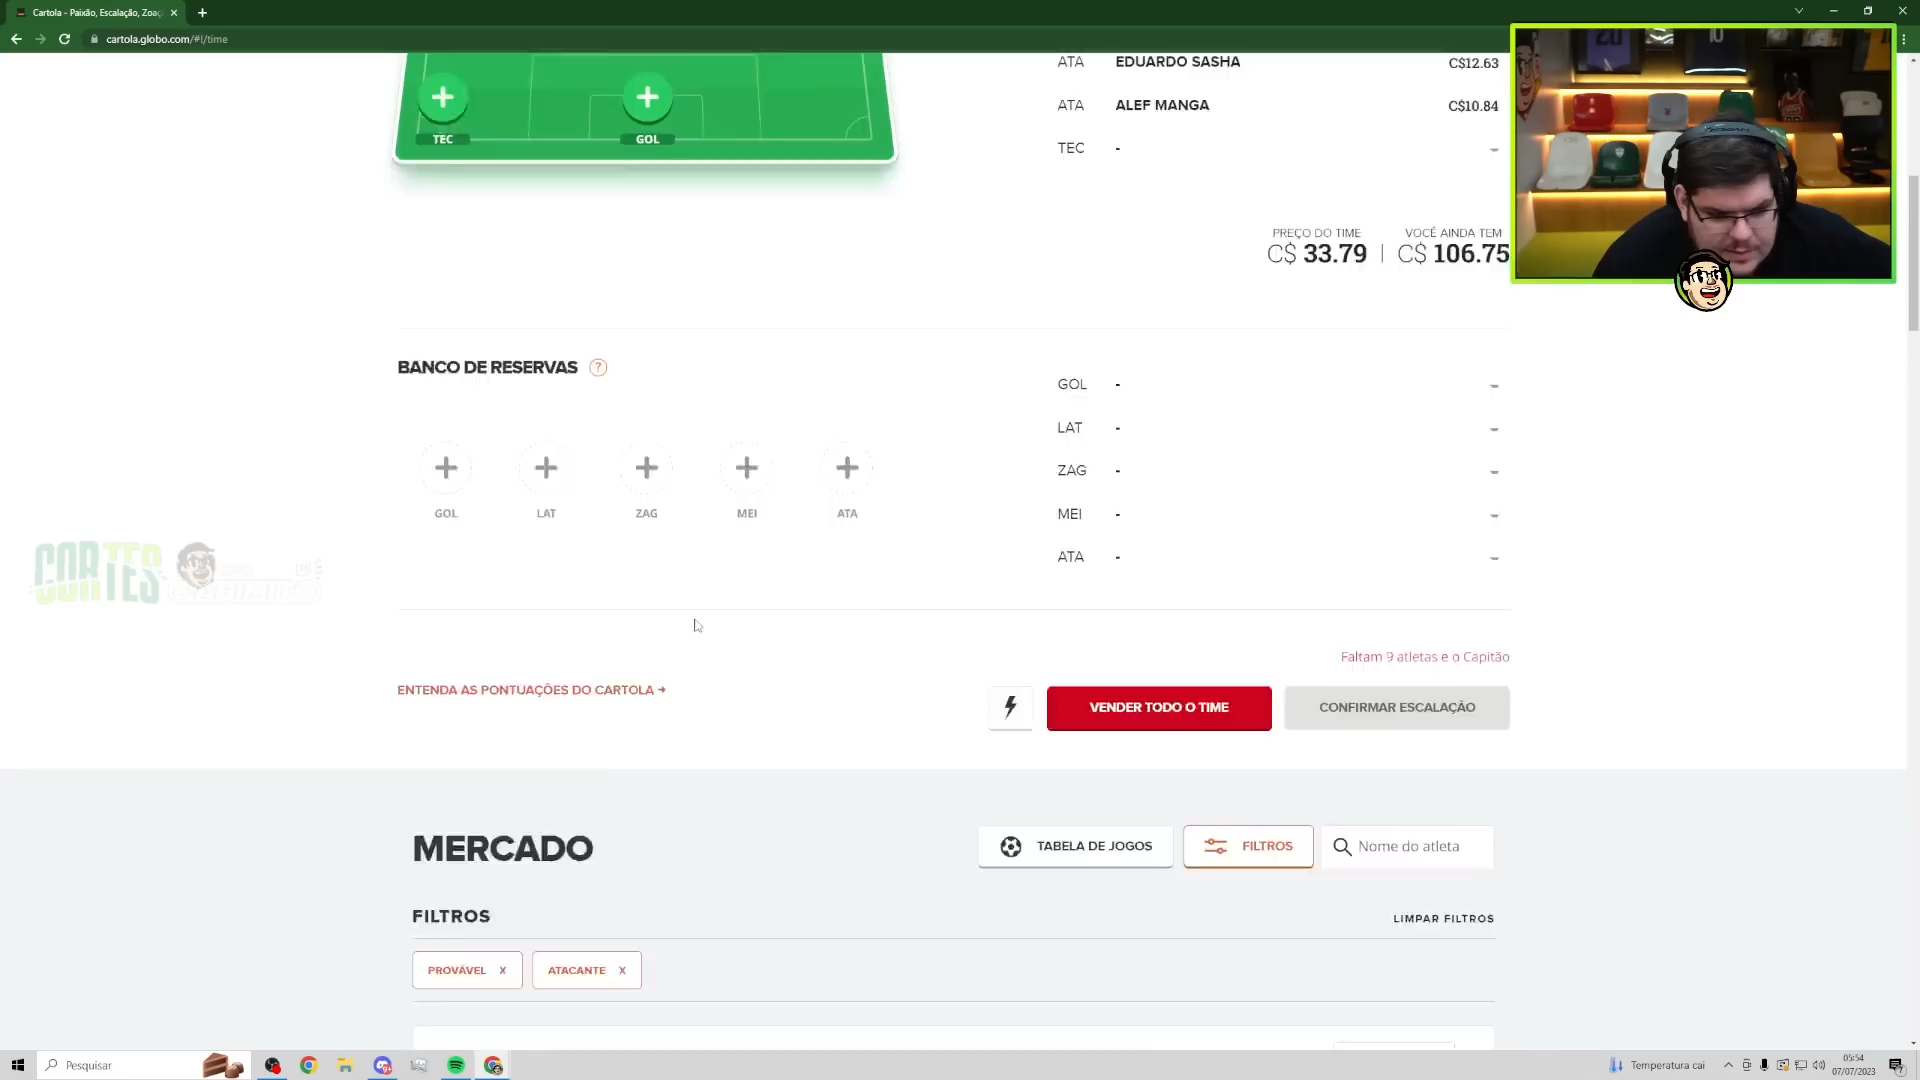 Cartola - Paixão, Escalação, Zoaç
cartola.globo.com/#!/time
TEC
GOL
ATA EDUARDO SASHA C$12.63
ATA ALEF MANGA C$10.84
TEC - -
PREÇO DO TIME
C$ 33.79
VOCÊ AINDA TEM
C$ 106.75
BANCO DE RESERVAS ?
GOL
LAT
ZAG
MEI
ATA
GOL - -
LAT - -
ZAG - -
MEI - -
ATA - -
CORTES
CASIMITO
Faltam 9 atletas e o Capitão
ENTENDA AS PONTUAÇÕES DO CARTOLA
VENDER TODO O TIME
CONFIRMAR ESCALAÇÃO
MERCADO
TABELA DE JOGOS
FILTROS
Nome do atleta
FILTROS
LIMPAR FILTROS
PROVÁVEL X
ATACANTE X
Pesquisar
Temperatura cai
05:54
07/07/2023